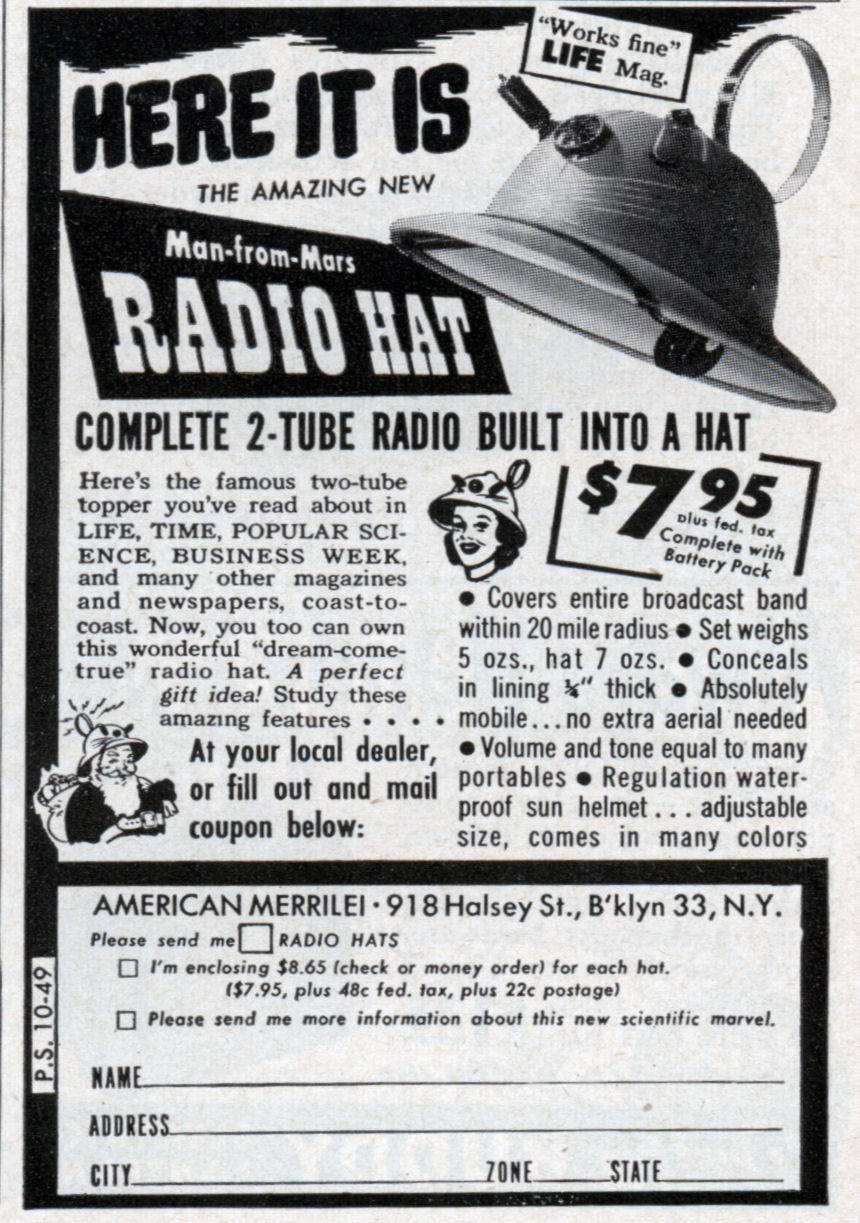 "Works fine"
LIFE Mag.
HERE IT IS
THE AMAZING NEW
Man-from-Mars
RADIO HAT
COMPLETE 2-TUBE RADIO BUILT INTO A HAT
Here's the famous two-tube
topper you've read about in
LIFE, TIME, POPULAR SCI-
ENCE, BUSINESS WEEK,
and many other magazines
and newspapers, coast-to-
coast. Now, you too can own
this wonderful "dream-come-
true" radio hat. A perfect
gift idea! Study these
amazing features • • • •
At your local dealer,
or fill out and mail
coupon below:
$7 95
plus fed. tax
Complete with
Battery Pack
• Covers entire broadcast band
within 20 mile radius • Set weighs
5 ozs., hat 7 ozs. • Conceals
in lining ¼" thick • Absolutely
mobile... no extra aerial needed
• Volume and tone equal to many
portables • Regulation water-
proof sun helmet... adjustable
size, comes in many colors
AMERICAN MERRILEI • 918 Halsey St., B'klyn 33, N.Y.
Please send me RADIO HATS
I'm enclosing $8.65 (check or money order) for each hat.
($7.95, plus 48c fed. tax, plus 22c postage)
Please send me more information about this new scientific marvel.
NAME
ADDRESS
CITY ZONE STATE
P.S. 10-49